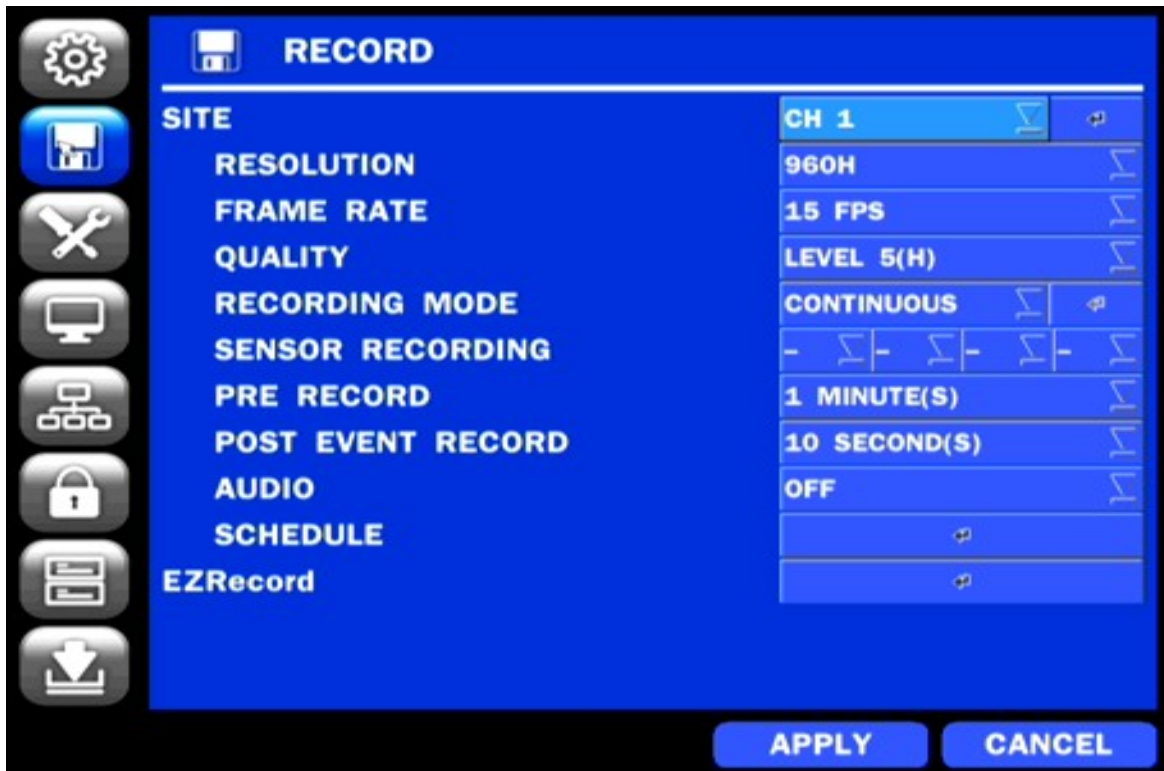 RECORD
SITE CH 1
RESOLUTION 960H
FRAME RATE 15 FPS
QUALITY LEVEL 5(H)
RECORDING MODE CONTINUOUS
SENSOR RECORDING - - - -
PRE RECORD 1 MINUTE(S)
POST EVENT RECORD 10 SECOND(S)
AUDIO OFF
SCHEDULE
EZRecord
APPLY CANCEL